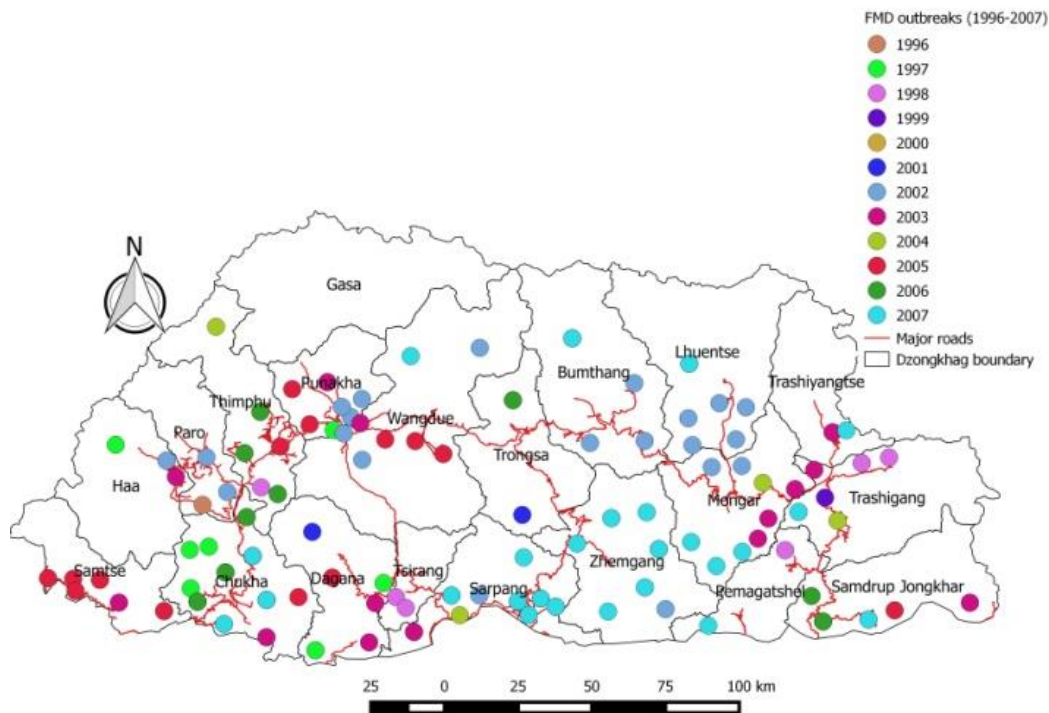 FMD outbreaks (1996-2007)
1996
1997
1998
1999
2000
2001
2002
2003
2004
2005
2006
2007
Major roads
Dzongkhag boundary
N
Gasa
Lhuentse
Bumthang
Trashiyangtse
Punakha
Thimphu
Wangdue
Paro
Trongsa
Haa
Mongar
Trashigang
Zhemgang
Samtse
Chukha
Dagana
Tsirang
Sarpang
Pemagatshel
Samdrup Jongkhar
25 0 25 50 75 100 km